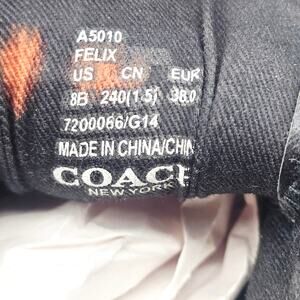 A5010
FELIX
US CN EUR
8B 240(1.5) 38.0
7200066/G14
MADE IN CHINA/CHIN
COACH
NEW YORK